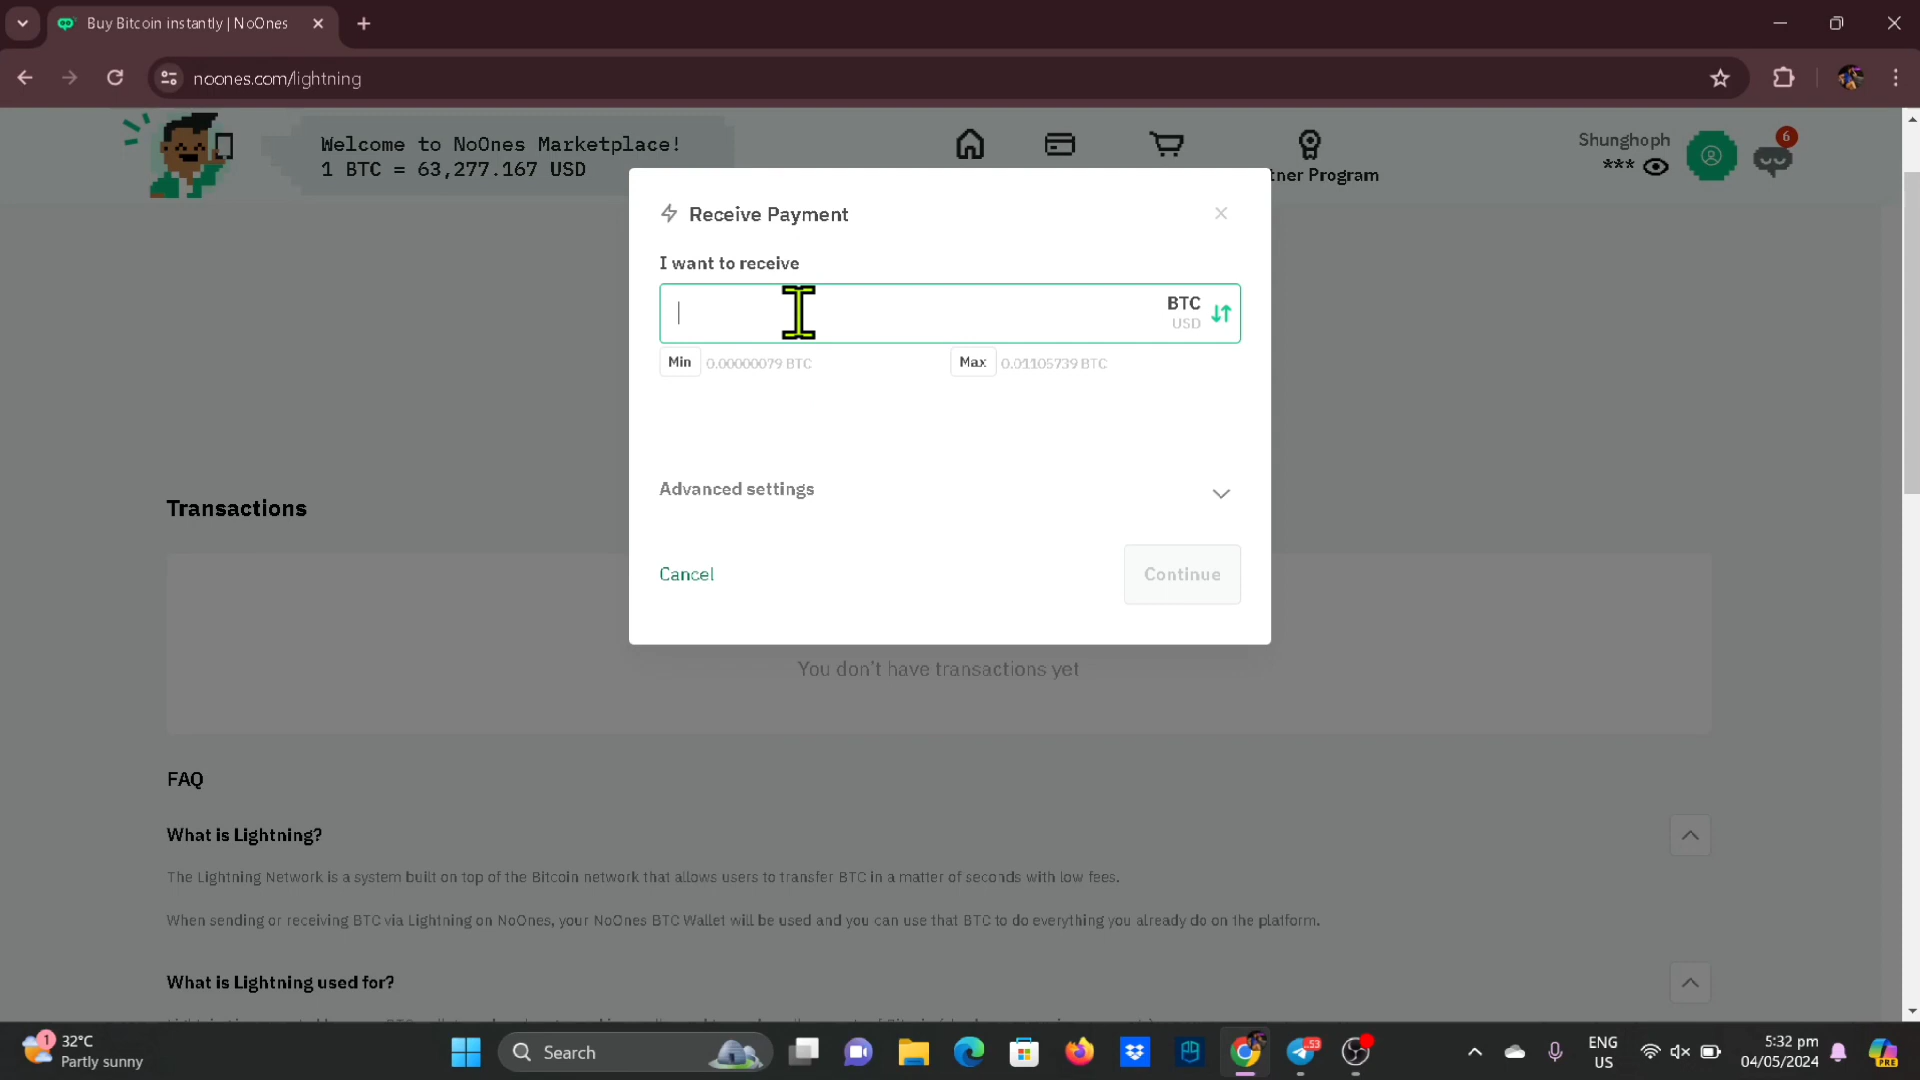 Buy Bitcoin instantly | NoOnes
noones.com/lightning
Welcome to NoOnes Marketplace!
1 BTC = 63,277.167 USD
tner Program
Shunghoph
***
6
Receive Payment
I want to receive
BTC
USD
Min 0.00000079 BTC
Max 0.01105739 BTC
Advanced settings
Cancel
Continue
Transactions
You don't have transactions yet
FAQ
What is Lightning?
The Lightning Network is a system built on top of the Bitcoin network that allows users to transfer BTC in a matter of seconds with low fees.
When sending or receiving BTC via Lightning on NoOnes, your NoOnes BTC Wallet will be used and you can use that BTC to do everything you already do on the platform.
What is Lightning used for?
1
32°C
Partly sunny
Search
53
ENG
US
5:32 pm
04/05/2024
PRE